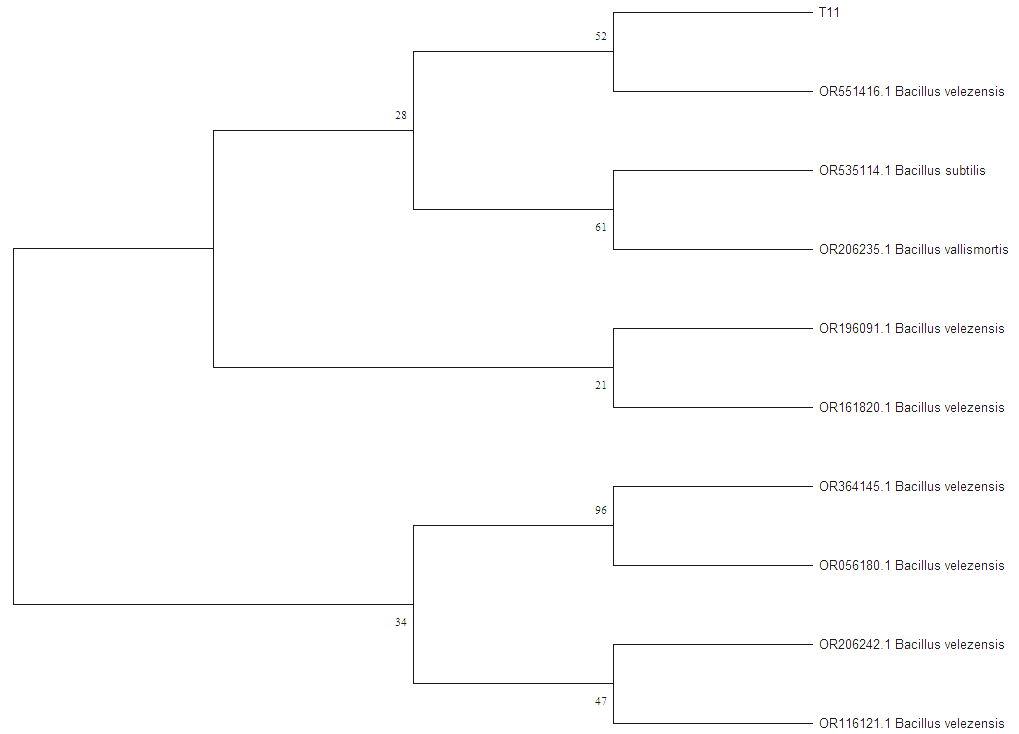 T11
52
OR551416.1 Bacillus velezensis
28
OR535114.1 Bacillus subtilis
61
OR206235.1 Bacillus vallismortis
OR196091.1 Bacillus velezensis
21
OR161820.1 Bacillus velezensis
OR364145.1 Bacillus velezensis
96
OR056180.1 Bacillus velezensis
34
OR206242.1 Bacillus velezensis
47
OR116121.1 Bacillus velezensis